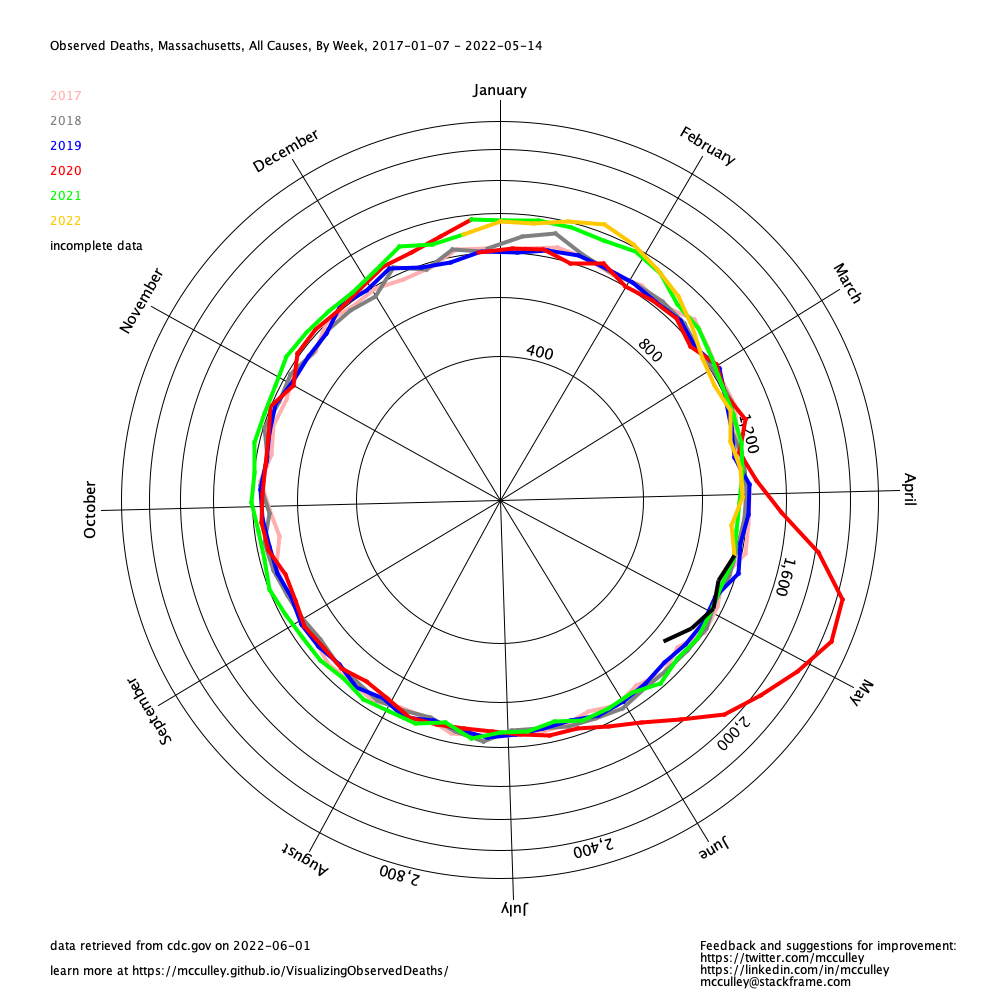 Observed Deaths, Massachusetts, All Causes, By Week, 2017-01-07 - 2022-05-14
2017
2018
2019
2020
2021
2022
incomplete data
January
February
March
April
May
June
July
August
September
October
November
December
400
800
1,200
1,600
2,000
2,400
2,800
data retrieved from cdc.gov on 2022-06-01
learn more at https://mcculley.github.io/VisualizingObservedDeaths/
Feedback and suggestions for improvement:
https://twitter.com/mcculley
https://linkedin.com/in/mcculley
mcculley@stackframe.com